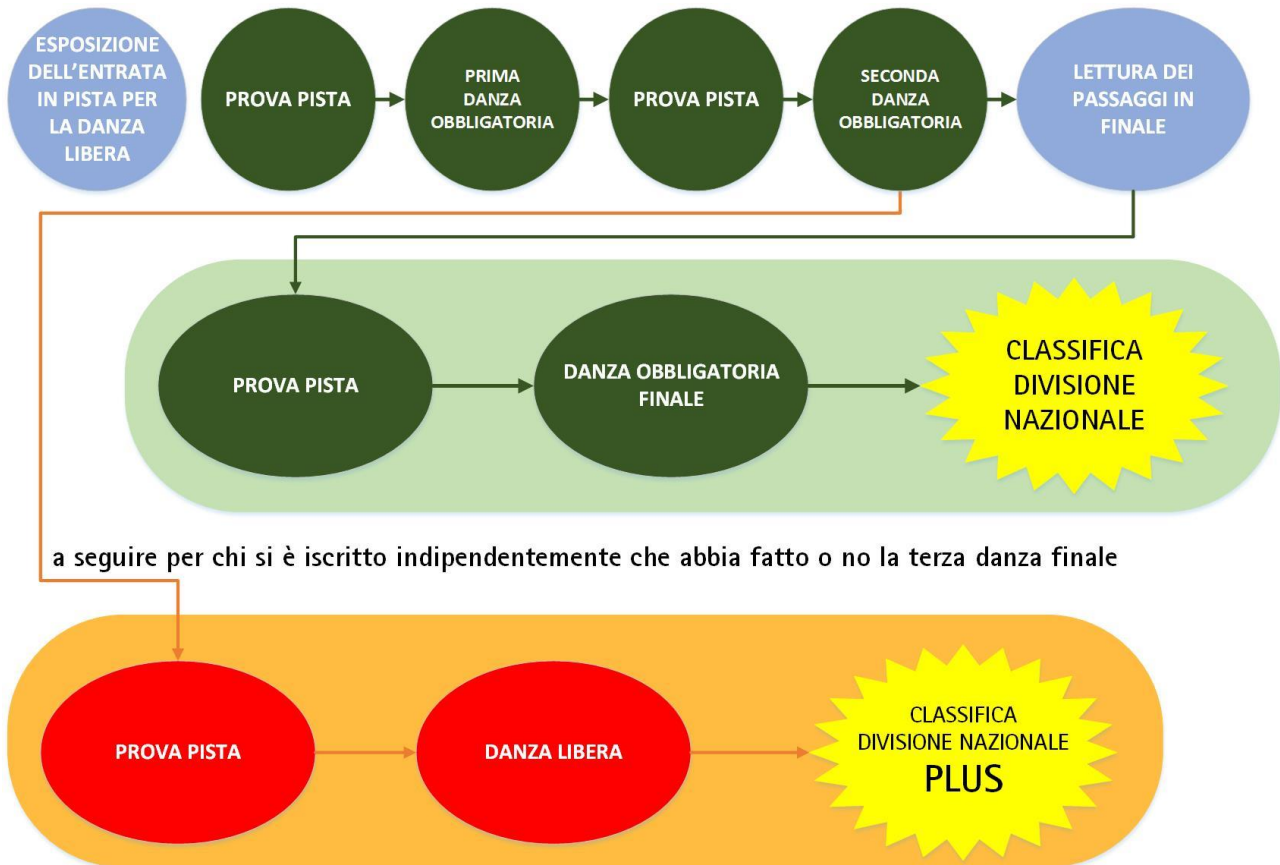 ESPOSIZIONE
DELL'ENTRATA
IN PISTA PER
LA DANZA
LIBERA
PROVA PISTA
PRIMA
DANZA
OBBLIGATORIA
PROVA PISTA
SECONDA
DANZA
OBBLIGATORIA
LETTURA DEI
PASSAGGI IN
FINALE
PROVA PISTA
DANZA OBBLIGATORIA
FINALE
CLASSIFICA
DIVISIONE
NAZIONALE
a seguire per chi si è iscritto indipendentemente che abbia fatto o no la terza danza finale
PROVA PISTA
DANZA LIBERA
CLASSIFICA
DIVISIONE NAZIONALE
PLUS